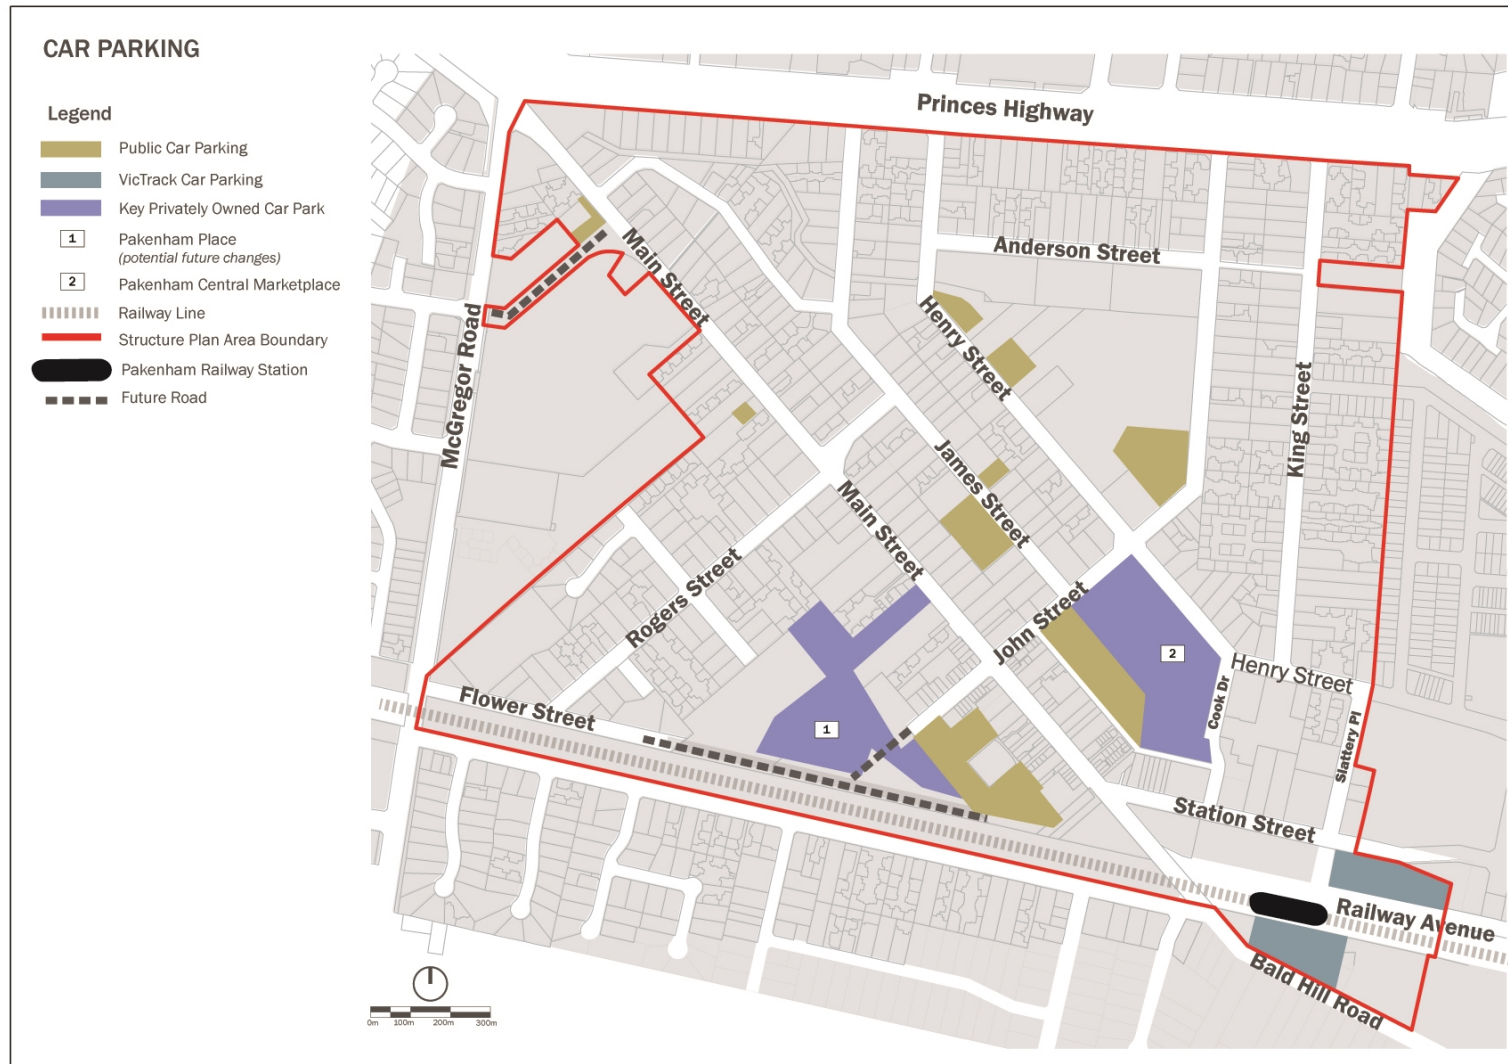 CAR PARKING
Legend
Public Car Parking
VicTrack Car Parking
Key Privately Owned Car Park
1
Pakenham Place
(potential future changes)
2
Pakenham Central Marketplace
Railway Line
Structure Plan Area Boundary
Pakenham Railway Station
Future Road
Princes Highway
Main Street
Anderson Street
Henry Street
McGregor Road
King Street
James Street
Main Street
Rogers Street
John Street
2
Henry Street
Cook Dr
Flower Street
1
Slattery Pl
Station Street
Railway Avenue
Bald Hill Road
0m 100m 200m 300m